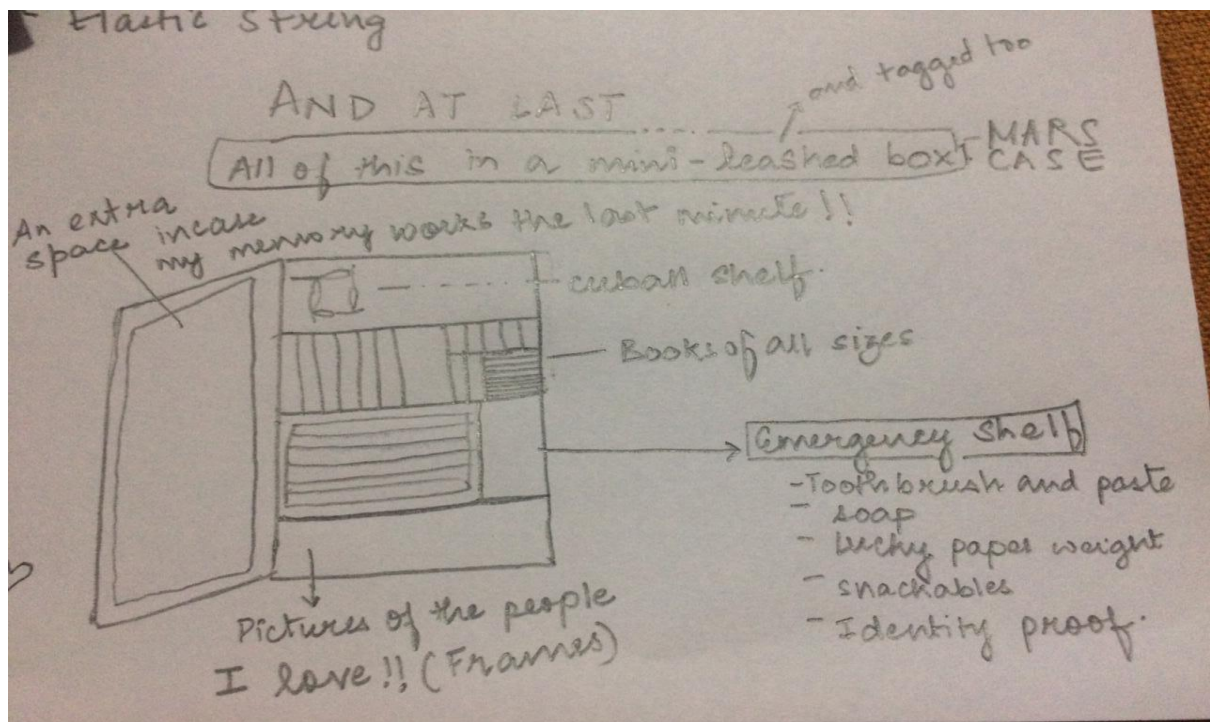 Elastic string
AND AT LAST .....
and tagged too
All of this in a mini-leashed box
MARS
CASE
An extra
space incase
my memory works the last minute!!
shelf.
Books of all sizes
Emergency shelf
- Toothbrush and paste
- soap
- Lucky paper weight
- snackables
- Identity proof.
Pictures of the people
I love!! (Frames)